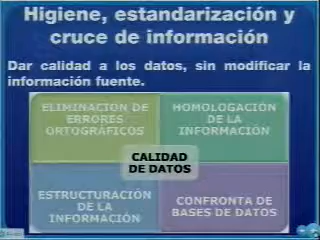 Higiene, estandarización y
cruce de información
Dar calidad a los datos, sin modificar la
información fuente.
ELIMINACIÓN DE
ERRORES
ORTOGRÁFICOS
HOMOLOGACIÓN
DE LA
INFORMACIÓN
CALIDAD
DE DATOS
ESTRUCTURACIÓN
DE LA
INFORMACIÓN
CONFRONTA DE
BASES DE DATOS